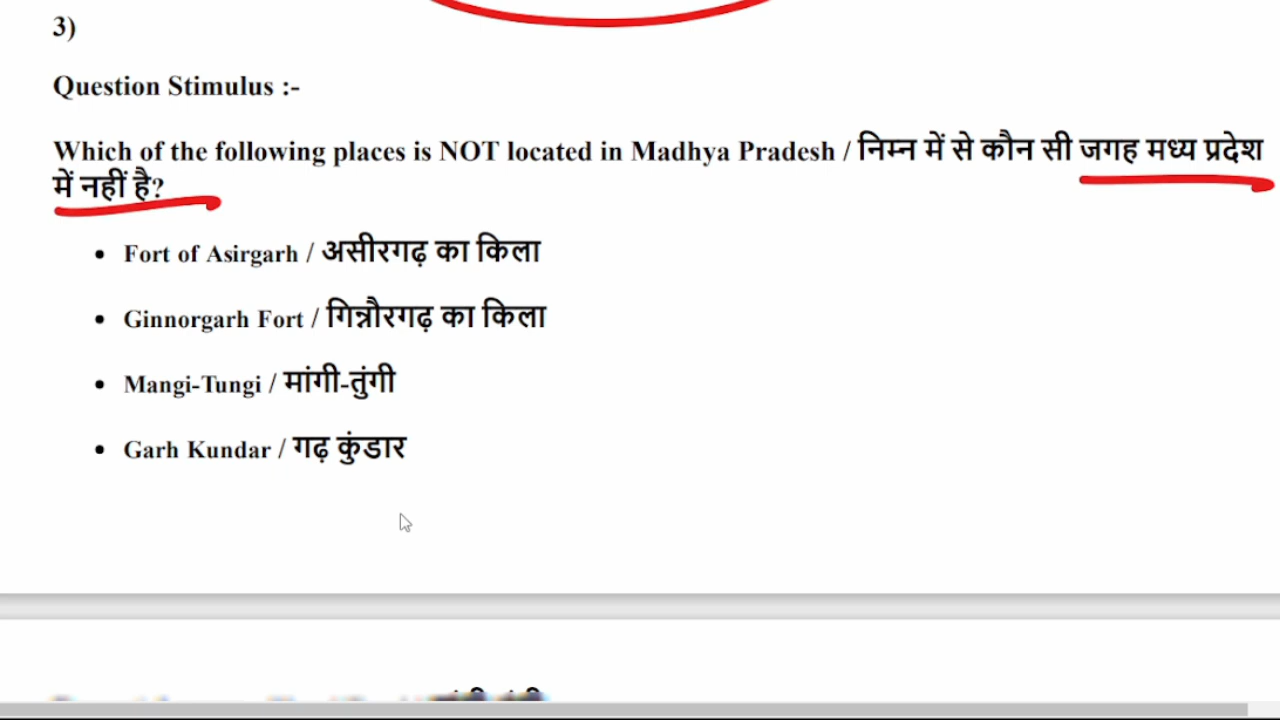 3)
Question Stimulus :-
Which of the following places is NOT located in Madhya Pradesh / निम्न में से कौन सी जगह मध्य प्रदेश
में नहीं है?
• Fort of Asirgarh / असीरगढ़ का किला
• Ginnorgarh Fort / गिन्नौरगढ़ का किला
• Mangi-Tungi / मांगी-तुंगी
• Garh Kundar / गढ़ कुंडार